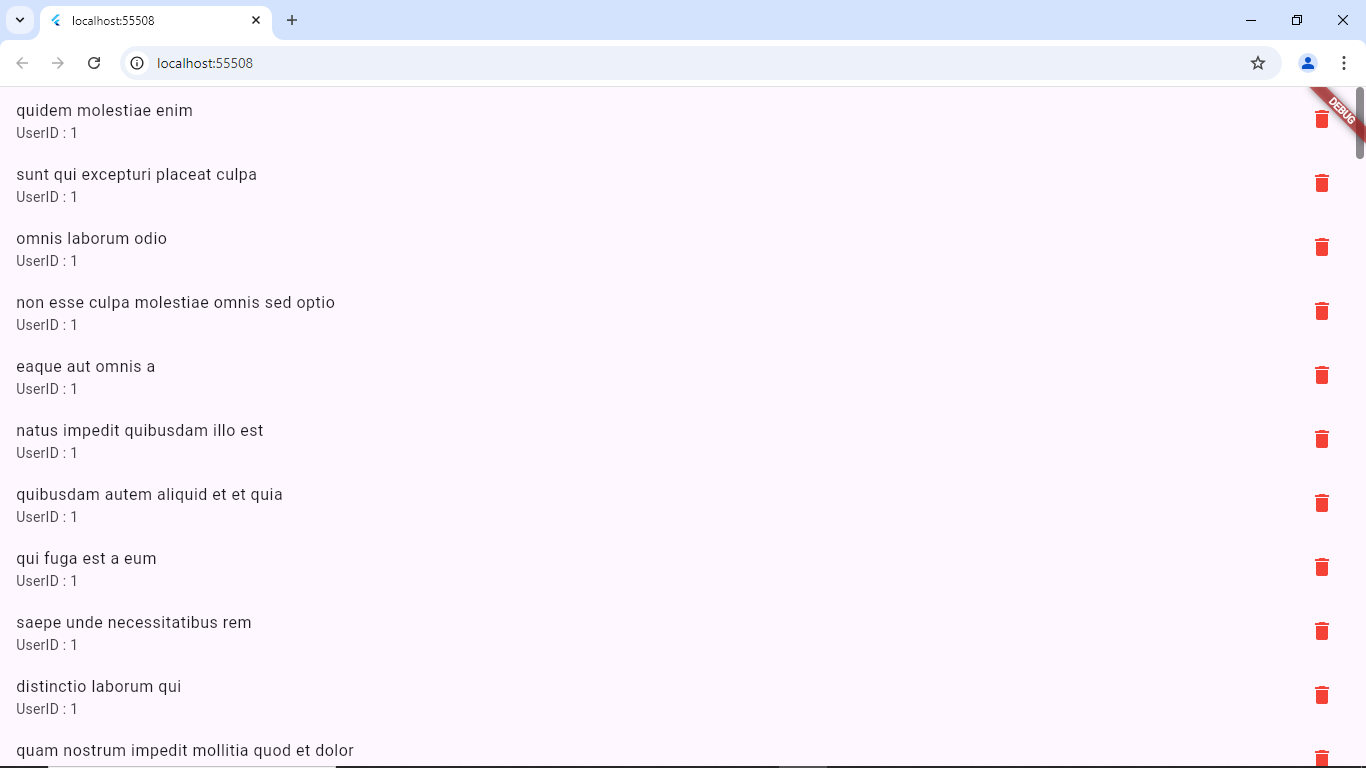 localhost:55508
localhost:55508
DEBUG
quidem molestiae enim
UserID : 1
sunt qui excepturi placeat culpa
UserID : 1
omnis laborum odio
UserID : 1
non esse culpa molestiae omnis sed optio
UserID : 1
eaque aut omnis a
UserID : 1
natus impedit quibusdam illo est
UserID : 1
quibusdam autem aliquid et et quia
UserID : 1
qui fuga est a eum
UserID : 1
saepe unde necessitatibus rem
UserID : 1
distinctio laborum qui
UserID : 1
quam nostrum impedit mollitia quod et dolor